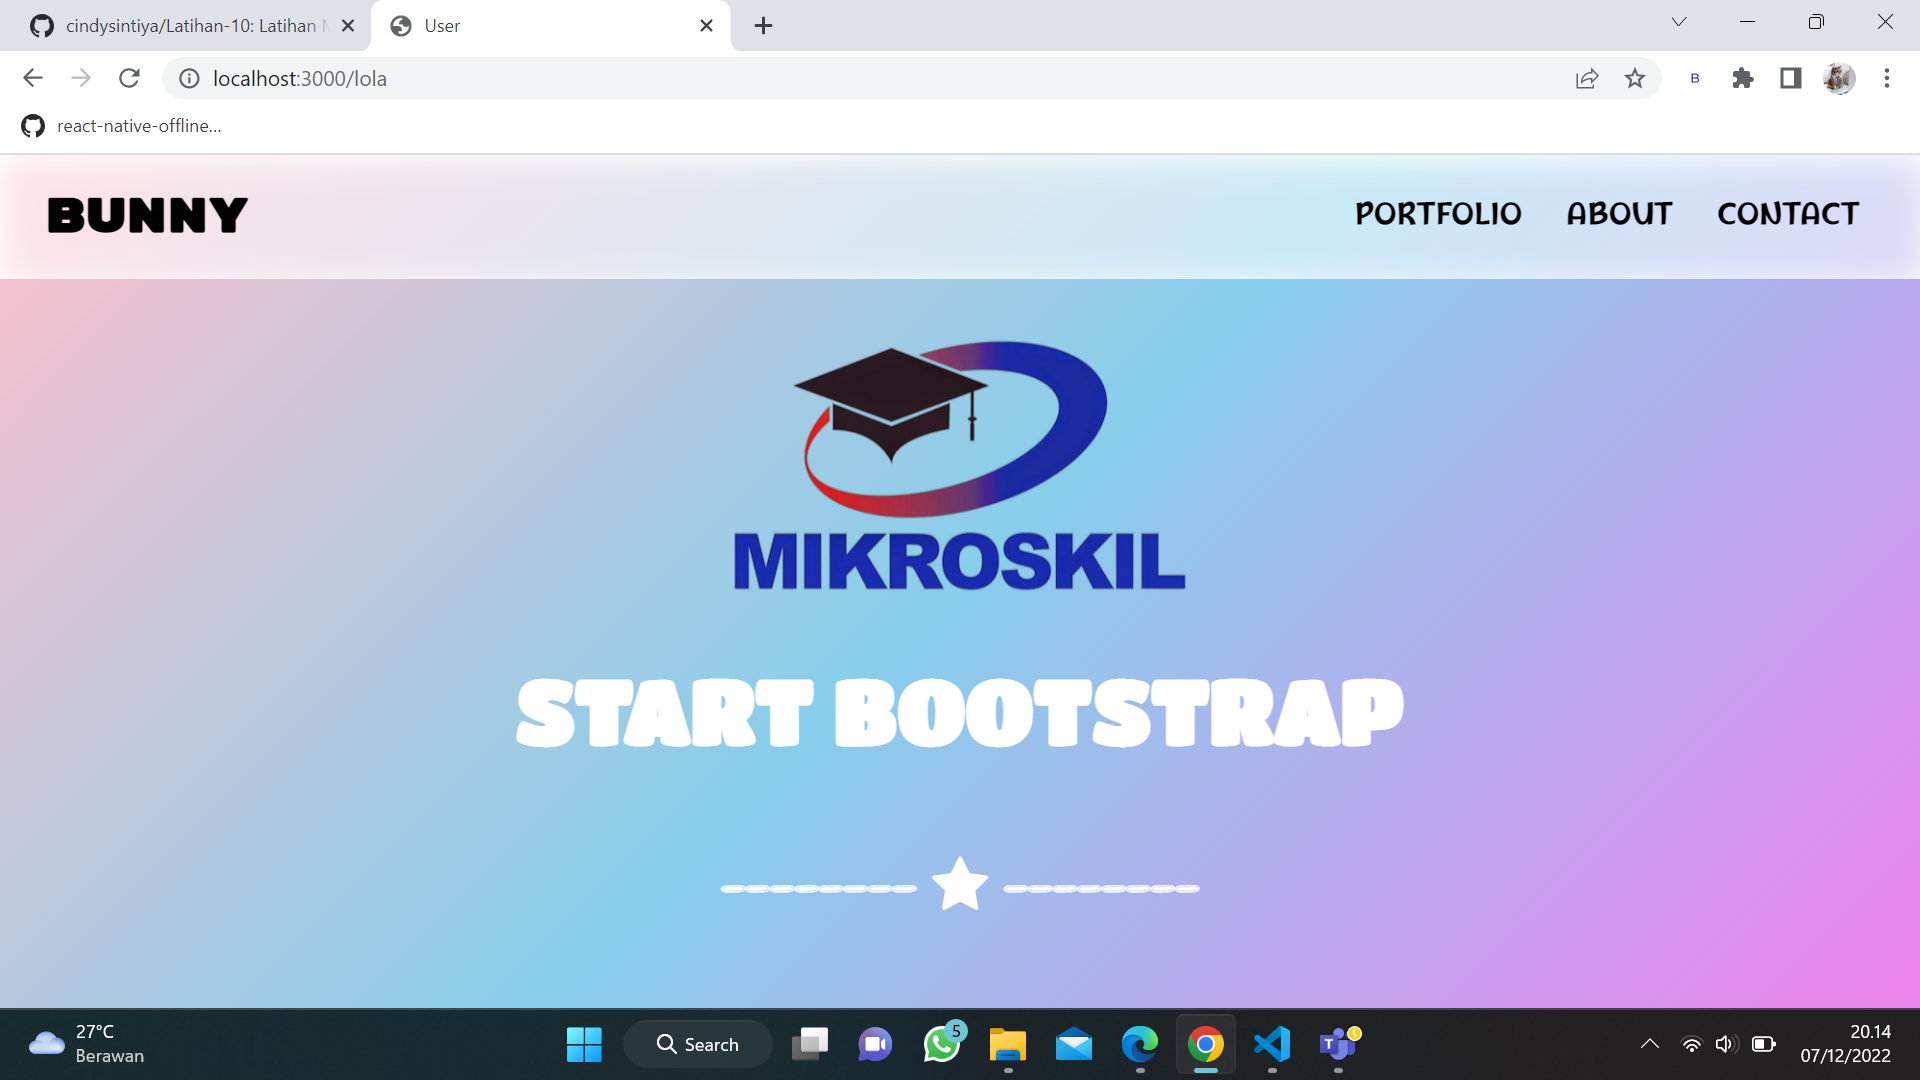 cindysintiya/Latihan-10: Latihan
User
localhost:3000/lola
B
react-native-offline...
BUNNY
PORTFOLIO
ABOUT
CONTACT
MIKROSKIL
START BOOTSTRAP
27°C
Berawan
Search
5
T
20.14
07/12/2022